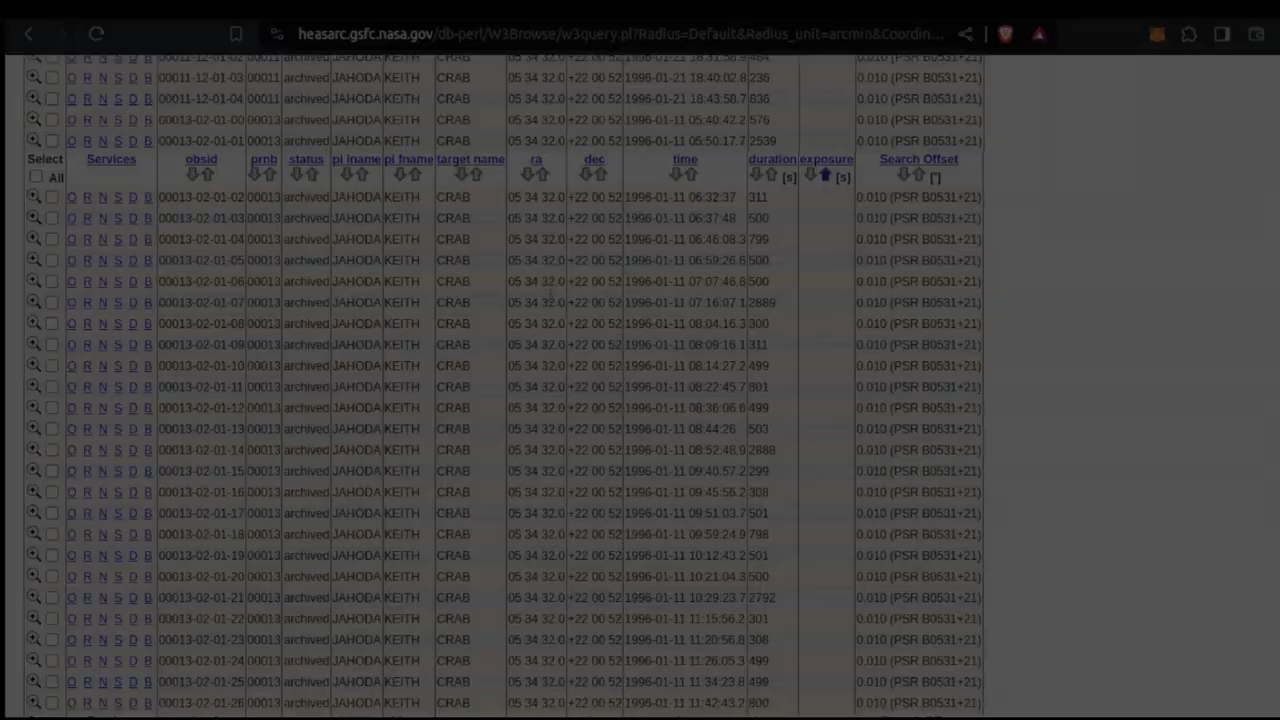 heasarc.gsfc.nasa.gov/db-perl/W3Browse/w3query.pl?Radius=Default&Radius_unit=arcmin&Coordin...
00011-12-01-02 00011 archived JAHODA KEITH CRAB 05 34 32.0 +22 00 52 1996-01-21 18:31:58.9 484 0.010 (PSR B0531+21)
O R N S D B 00011-12-01-03 00011 archived JAHODA KEITH CRAB 05 34 32.0 +22 00 52 1996-01-21 18:40:02.8 236 0.010 (PSR B0531+21)
O R N S D B 00011-12-01-04 00011 archived JAHODA KEITH CRAB 05 34 32.0 +22 00 52 1996-01-21 18:43:58.7 836 0.010 (PSR B0531+21)
O R N S D B 00013-02-01-00 00013 archived JAHODA KEITH CRAB 05 34 32.0 +22 00 52 1996-01-11 05:40:42.2 576 0.010 (PSR B0531+21)
O R N S D B 00013-02-01-01 00013 archived JAHODA KEITH CRAB 05 34 32.0 +22 00 52 1996-01-11 05:50:17.7 2539 0.010 (PSR B0531+21)
Select Services obsid prnb status pi lname pi fname target name ra dec time duration exposure Search Offset
All [s] [s] [']
O R N S D B 00013-02-01-02 00013 archived JAHODA KEITH CRAB 05 34 32.0 +22 00 52 1996-01-11 06:32:37 311 0.010 (PSR B0531+21)
O R N S D B 00013-02-01-03 00013 archived JAHODA KEITH CRAB 05 34 32.0 +22 00 52 1996-01-11 06:37:48 500 0.010 (PSR B0531+21)
O R N S D B 00013-02-01-04 00013 archived JAHODA KEITH CRAB 05 34 32.0 +22 00 52 1996-01-11 06:46:08.3 799 0.010 (PSR B0531+21)
O R N S D B 00013-02-01-05 00013 archived JAHODA KEITH CRAB 05 34 32.0 +22 00 52 1996-01-11 06:59:26.6 500 0.010 (PSR B0531+21)
O R N S D B 00013-02-01-06 00013 archived JAHODA KEITH CRAB 05 34 32.0 +22 00 52 1996-01-11 07:07:46.8 500 0.010 (PSR B0531+21)
O R N S D B 00013-02-01-07 00013 archived JAHODA KEITH CRAB 05 34 32.0 +22 00 52 1996-01-11 07:16:07.1 2889 0.010 (PSR B0531+21)
O R N S D B 00013-02-01-08 00013 archived JAHODA KEITH CRAB 05 34 32.0 +22 00 52 1996-01-11 08:04:16.3 300 0.010 (PSR B0531+21)
O R N S D B 00013-02-01-09 00013 archived JAHODA KEITH CRAB 05 34 32.0 +22 00 52 1996-01-11 08:09:16.1 311 0.010 (PSR B0531+21)
O R N S D B 00013-02-01-10 00013 archived JAHODA KEITH CRAB 05 34 32.0 +22 00 52 1996-01-11 08:14:27.2 499 0.010 (PSR B0531+21)
O R N S D B 00013-02-01-11 00013 archived JAHODA KEITH CRAB 05 34 32.0 +22 00 52 1996-01-11 08:22:45.7 801 0.010 (PSR B0531+21)
O R N S D B 00013-02-01-12 00013 archived JAHODA KEITH CRAB 05 34 32.0 +22 00 52 1996-01-11 08:36:06.6 499 0.010 (PSR B0531+21)
O R N S D B 00013-02-01-13 00013 archived JAHODA KEITH CRAB 05 34 32.0 +22 00 52 1996-01-11 08:44:26 503 0.010 (PSR B0531+21)
O R N S D B 00013-02-01-14 00013 archived JAHODA KEITH CRAB 05 34 32.0 +22 00 52 1996-01-11 08:52:48.9 2888 0.010 (PSR B0531+21)
O R N S D B 00013-02-01-15 00013 archived JAHODA KEITH CRAB 05 34 32.0 +22 00 52 1996-01-11 09:40:57.2 299 0.010 (PSR B0531+21)
O R N S D B 00013-02-01-16 00013 archived JAHODA KEITH CRAB 05 34 32.0 +22 00 52 1996-01-11 09:45:56.2 308 0.010 (PSR B0531+21)
O R N S D B 00013-02-01-17 00013 archived JAHODA KEITH CRAB 05 34 32.0 +22 00 52 1996-01-11 09:51:03.7 501 0.010 (PSR B0531+21)
O R N S D B 00013-02-01-18 00013 archived JAHODA KEITH CRAB 05 34 32.0 +22 00 52 1996-01-11 09:59:24.9 798 0.010 (PSR B0531+21)
O R N S D B 00013-02-01-19 00013 archived JAHODA KEITH CRAB 05 34 32.0 +22 00 52 1996-01-11 10:12:43.2 501 0.010 (PSR B0531+21)
O R N S D B 00013-02-01-20 00013 archived JAHODA KEITH CRAB 05 34 32.0 +22 00 52 1996-01-11 10:21:04.3 500 0.010 (PSR B0531+21)
O R N S D B 00013-02-01-21 00013 archived JAHODA KEITH CRAB 05 34 32.0 +22 00 52 1996-01-11 10:29:23.7 2792 0.010 (PSR B0531+21)
O R N S D B 00013-02-01-22 00013 archived JAHODA KEITH CRAB 05 34 32.0 +22 00 52 1996-01-11 11:15:56.2 301 0.010 (PSR B0531+21)
O R N S D B 00013-02-01-23 00013 archived JAHODA KEITH CRAB 05 34 32.0 +22 00 52 1996-01-11 11:20:56.8 308 0.010 (PSR B0531+21)
O R N S D B 00013-02-01-24 00013 archived JAHODA KEITH CRAB 05 34 32.0 +22 00 52 1996-01-11 11:26:05.3 499 0.010 (PSR B0531+21)
O R N S D B 00013-02-01-25 00013 archived JAHODA KEITH CRAB 05 34 32.0 +22 00 52 1996-01-11 11:34:23.8 499 0.010 (PSR B0531+21)
O R N S D B 00013-02-01-26 00013 archived JAHODA KEITH CRAB 05 34 32.0 +22 00 52 1996-01-11 11:42:43.2 800 0.010 (PSR B0531+21)